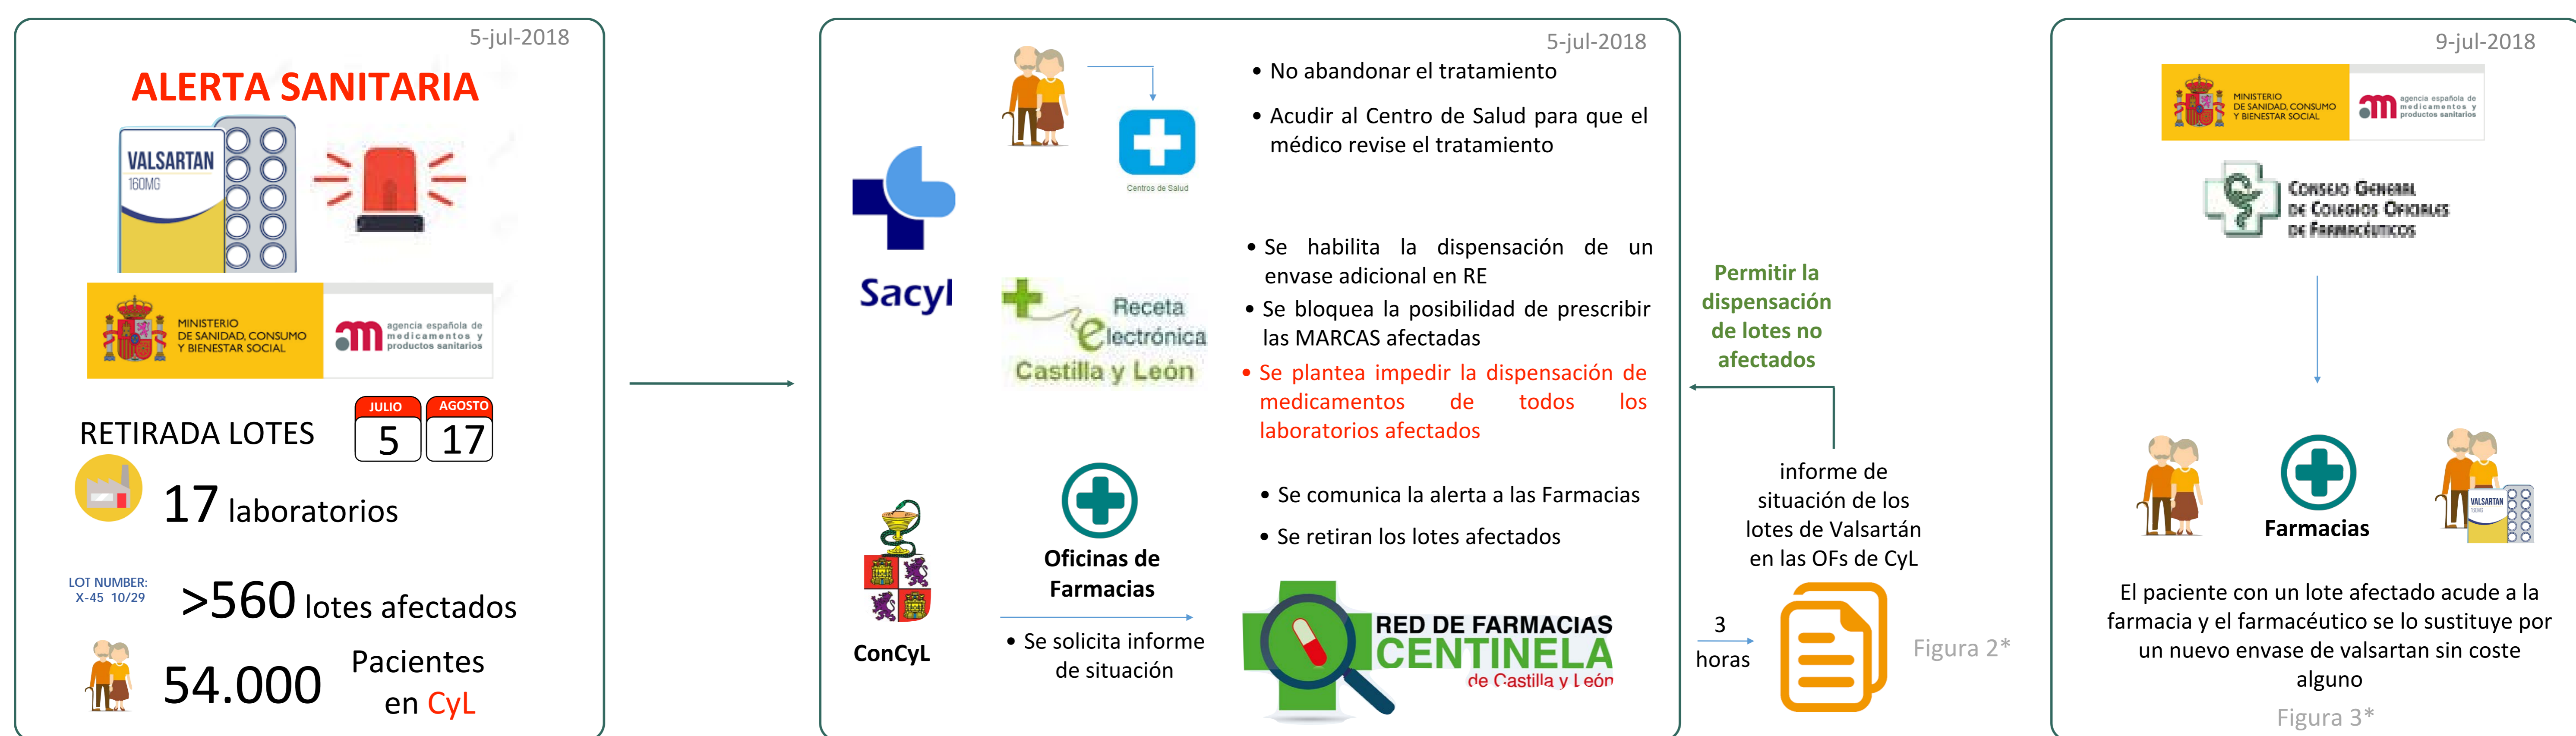 5-jul-2018
ALERTA SANITARIA
VALSARTAN
160MG
MINISTERIO
DE SANIDAD, CONSUMO
Y BIENESTAR SOCIAL
agencia española de
medicamentos y
productos sanitarios
RETIRADA LOTES
JULIO
5
AGOSTO
17
17 laboratorios
LOT NUMBER:
X-45 10/29
>560 lotes afectados
54.000
Pacientes
en CyL
5-jul-2018
Centros de Salud
• No abandonar el tratamiento
• Acudir al Centro de Salud para que el
médico revise el tratamiento
Sacyl
Receta
electrónica
Castilla y León
• Se habilita la dispensación de un
envase adicional en RE
• Se bloquea la posibilidad de prescribir
las MARCAS afectadas
• Se plantea impedir la dispensación de
medicamentos de todos los
laboratorios afectados
ConCyL
Oficinas de
Farmacias
• Se comunica la alerta a las Farmacias
• Se retiran los lotes afectados
• Se solicita informe
de situación
RED DE FARMACIAS
CENTINELA
de Castilla y León
Permitir la
dispensación
de lotes no
afectados
informe de
situación de los
lotes de Valsartán
en las OFs de CyL
3
horas
Figura 2*
9-jul-2018
MINISTERIO
DE SANIDAD, CONSUMO
Y BIENESTAR SOCIAL
agencia española de
medicamentos y
productos sanitarios
Consejo General
de Colegios Oficiales
de Farmacéuticos
Farmacias
VALSARTAN
160MG
El paciente con un lote afectado acude a la
farmacia y el farmacéutico se lo sustituye por
un nuevo envase de valsartan sin coste
alguno
Figura 3*